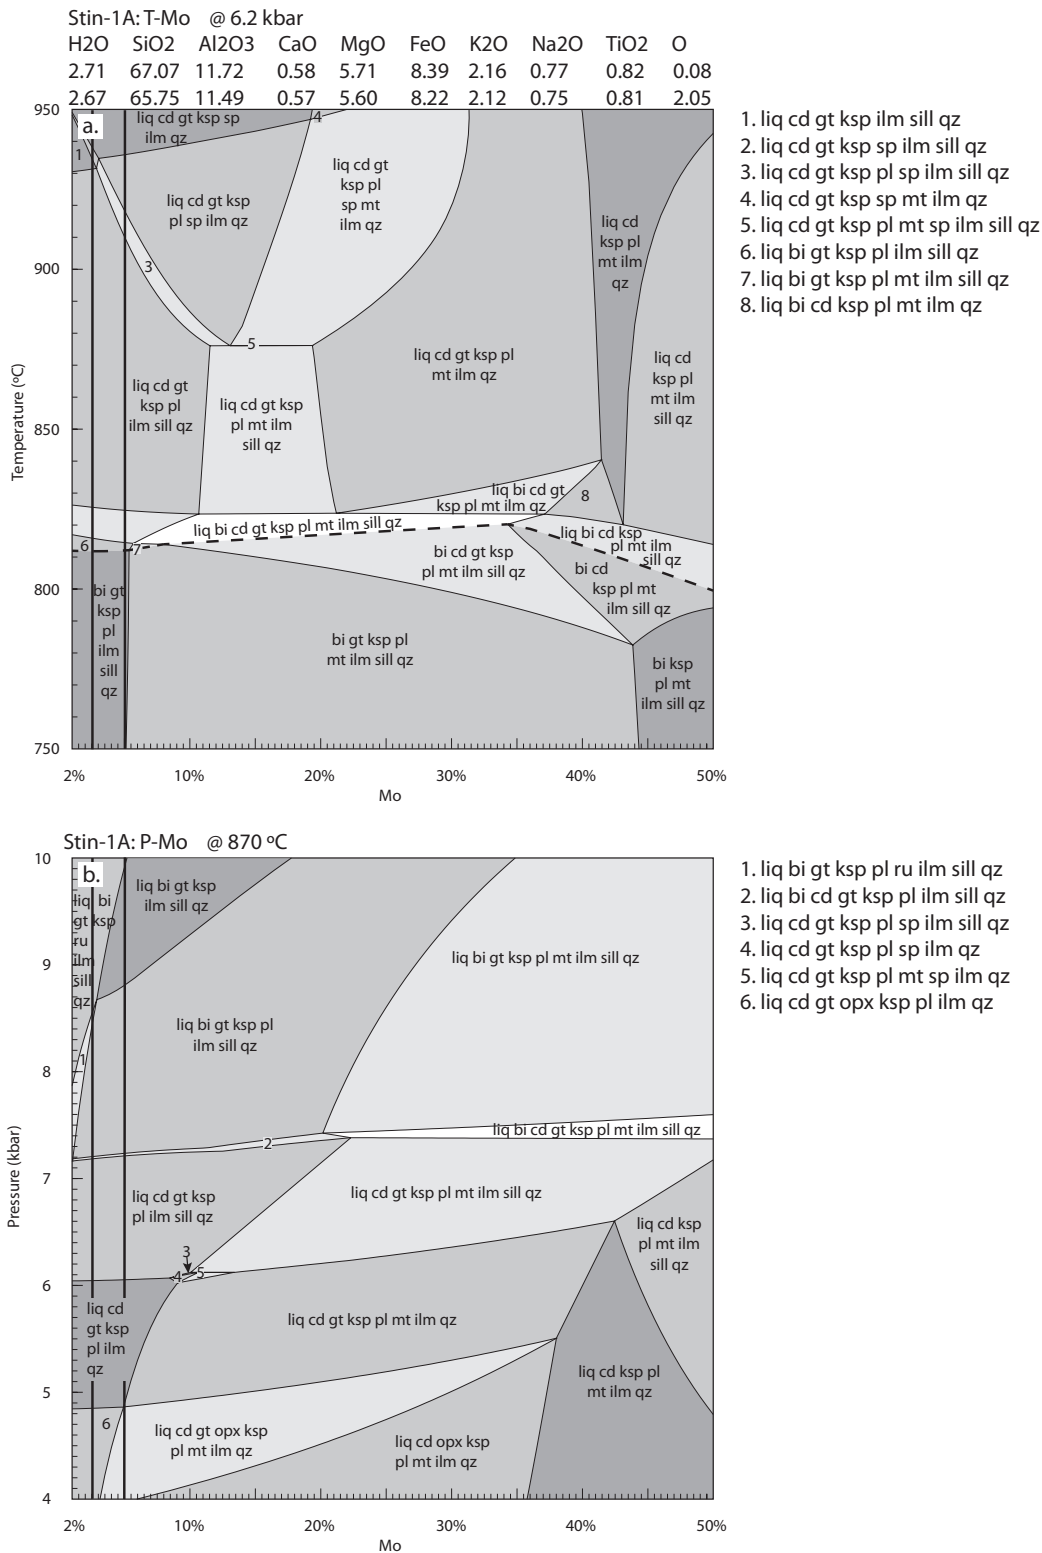 Stin-1A: T-Mo @ 6.2 kbar
H2O SiO2 Al2O3 CaO MgO FeO K2O Na2O TiO2 O
2.71 67.07 11.72 0.58 5.71 8.39 2.16 0.77 0.82 0.08
2.67 65.75 11.49 0.57 5.60 8.22 2.12 0.75 0.81 2.05
950
900
850
800
750
Temperature (ºC)
a.
liq cd gt ksp sp
ilm qz
4
1
liq cd gt ksp
pl sp ilm qz
liq cd gt
ksp pl
sp mt
ilm qz
liq cd
ksp pl
mt ilm
qz
3
5
liq cd gt ksp pl
mt ilm qz
liq cd
ksp pl
mt ilm
sill qz
liq cd gt
ksp pl
ilm sill qz
liq cd gt ksp
pl mt ilm
sill qz
liq bi cd gt
ksp pl mt ilm qz
8
liq bi cd gt ksp pl mt ilm sill qz
liq bi cd ksp
pl mt ilm
sill qz
6
7
bi cd gt ksp
pl mt ilm sill qz
bi cd
ksp pl mt
ilm sill qz
bi gt
ksp
pl
ilm
sill
qz
bi gt ksp pl
mt ilm sill qz
bi ksp
pl mt
ilm sill qz
2% 10% 20% 30% 40% 50%
Mo
1. liq cd gt ksp ilm sill qz
2. liq cd gt ksp sp ilm sill qz
3. liq cd gt ksp pl sp ilm sill qz
4. liq cd gt ksp sp mt ilm qz
5. liq cd gt ksp pl mt sp ilm sill qz
6. liq bi gt ksp pl ilm sill qz
7. liq bi gt ksp pl mt ilm sill qz
8. liq bi cd ksp pl mt ilm qz
Stin-1A: P-Mo @ 870 ºC
10
9
8
7
6
5
4
Pressure (kbar)
b.
liq bi
gt ksp
ru
ilm
sill
qz
liq bi gt ksp
ilm sill qz
liq bi gt ksp pl mt ilm sill qz
liq bi gt ksp pl
ilm sill qz
1
2
liq bi cd gt ksp pl mt ilm sill qz
liq cd gt ksp
pl ilm sill qz
liq cd gt ksp pl mt ilm sill qz
liq cd ksp
pl mt ilm
sill qz
3
4
5
liq cd
gt ksp
pl ilm
qz
liq cd gt ksp pl mt ilm qz
liq cd ksp pl
mt ilm qz
6
liq cd gt opx ksp
pl mt ilm qz
liq cd opx ksp
pl mt ilm qz
2% 10% 20% 30% 40% 50%
Mo
1. liq bi gt ksp pl ru ilm sill qz
2. liq bi cd gt ksp pl ilm sill qz
3. liq cd gt ksp pl sp ilm sill qz
4. liq cd gt ksp pl sp ilm qz
5. liq cd gt ksp pl mt sp ilm qz
6. liq cd gt opx ksp pl ilm qz